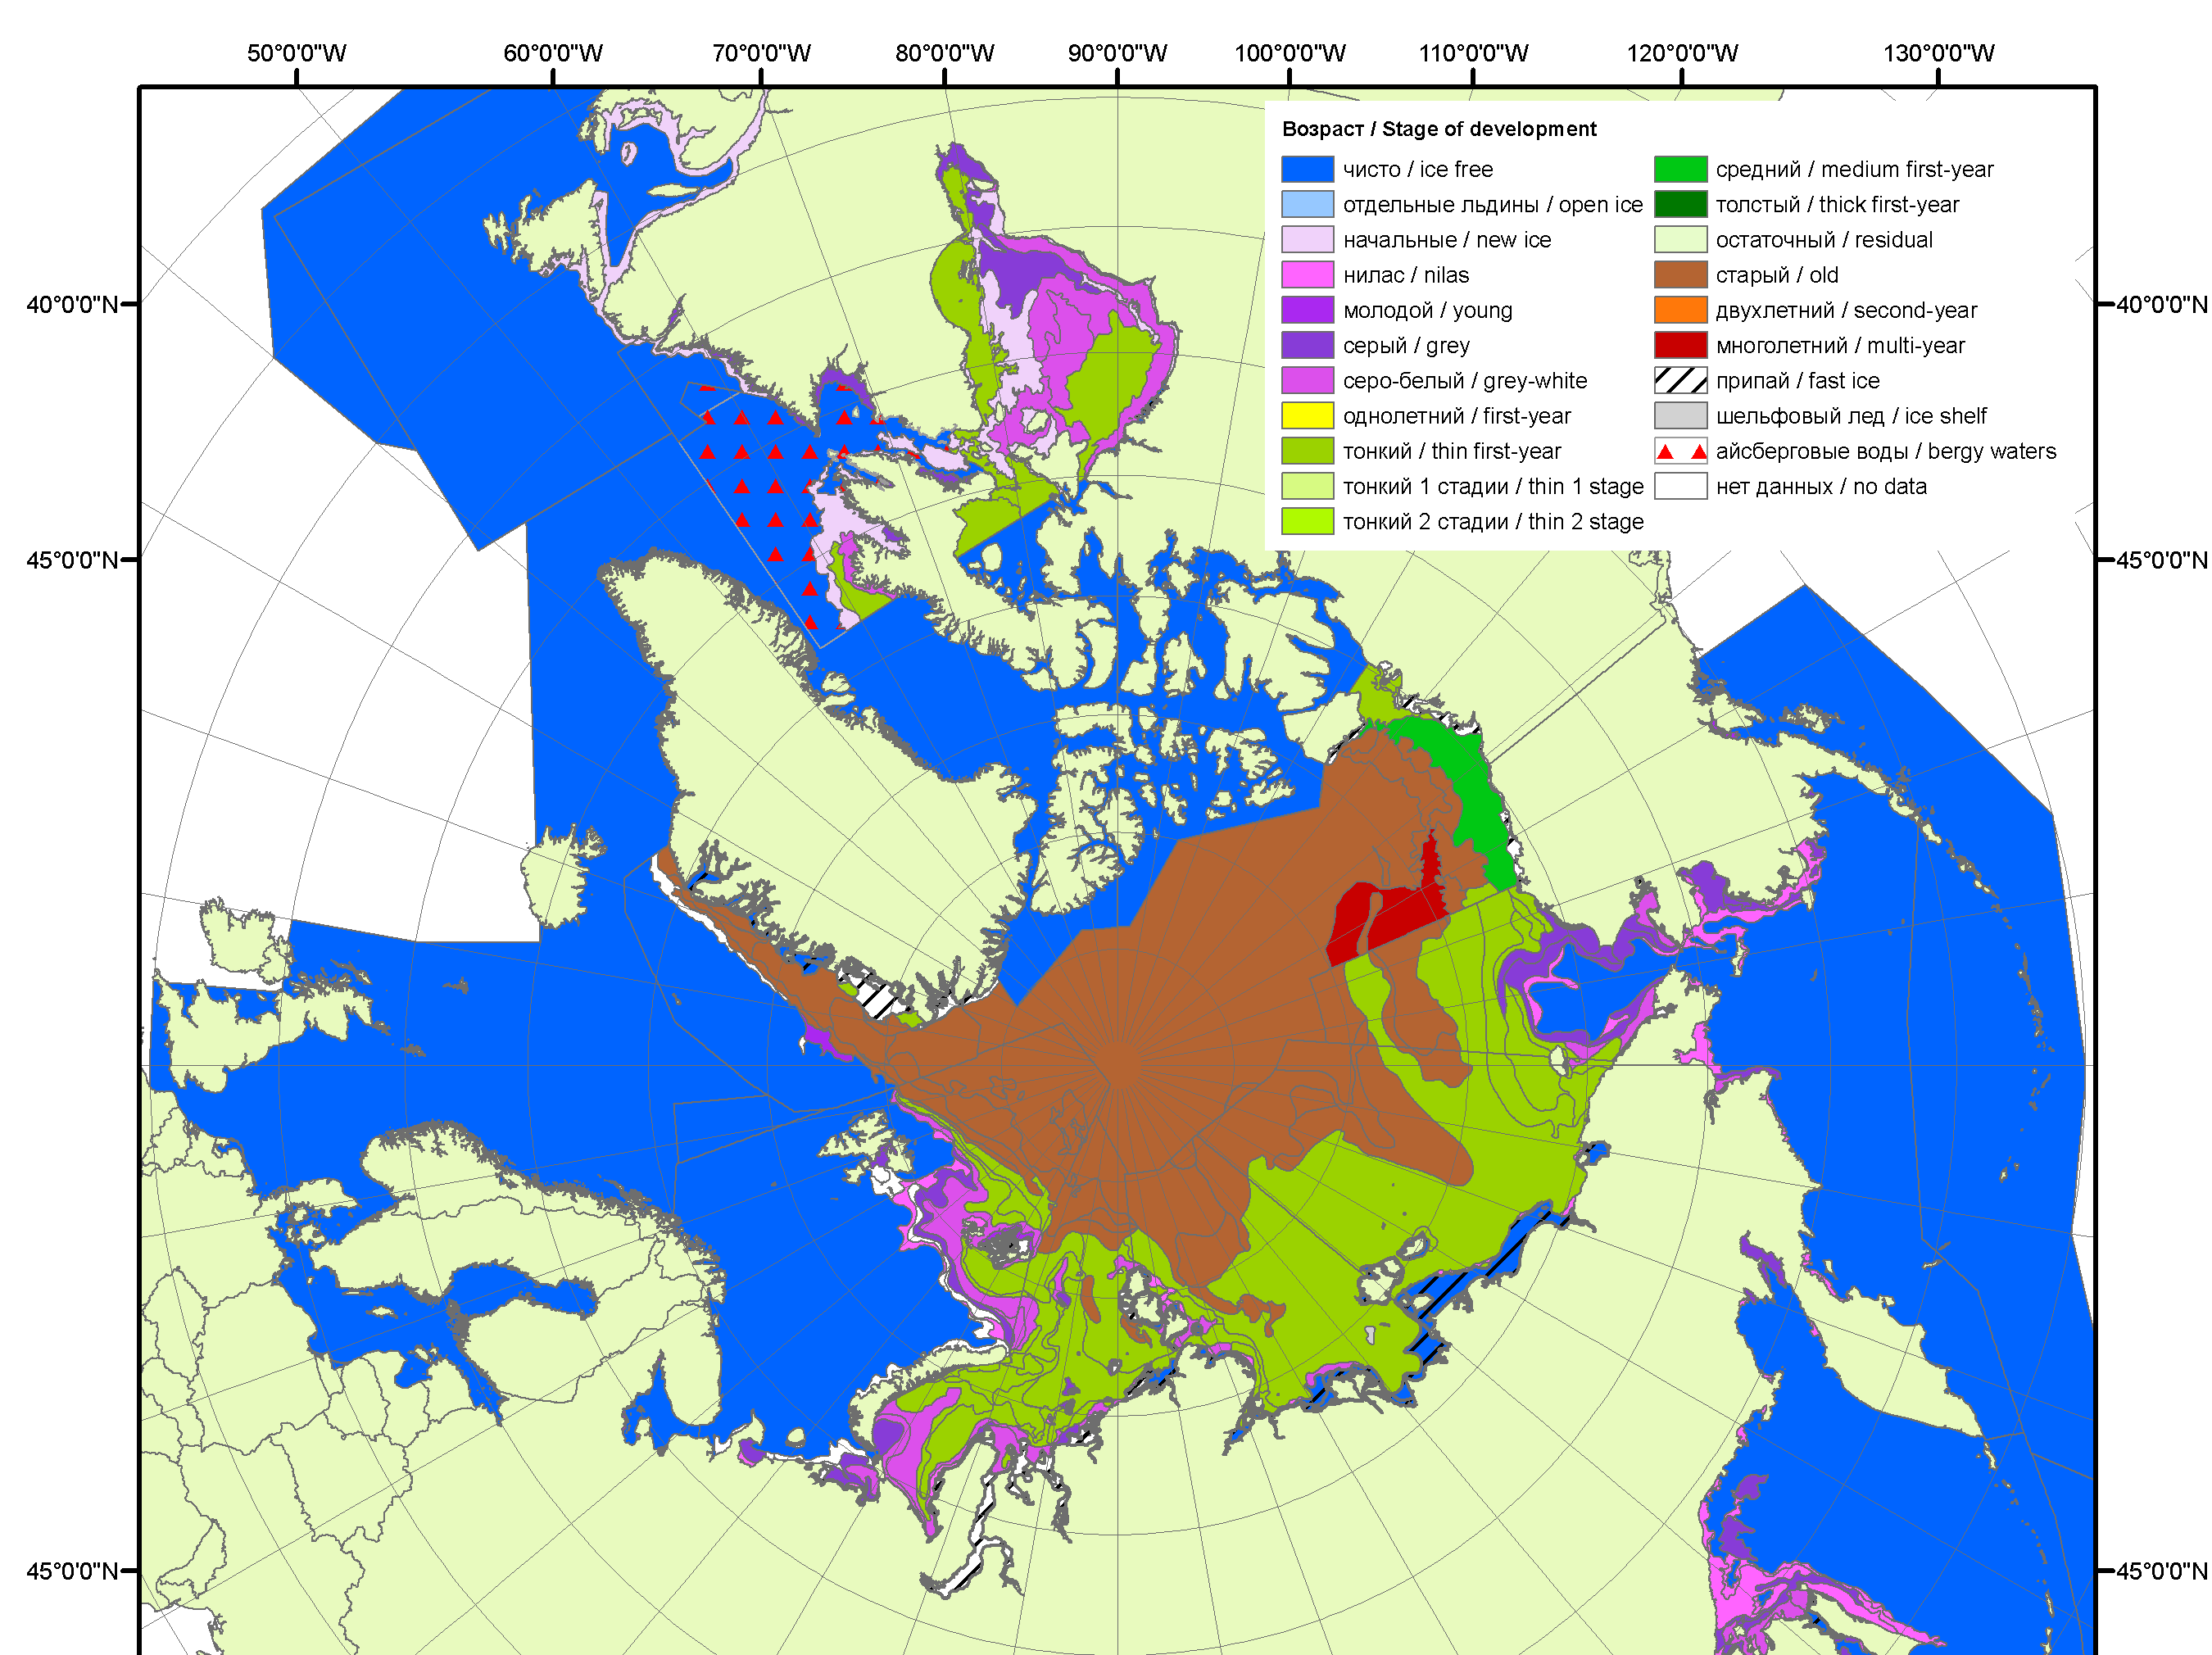 50°0'0"W 60°0'0"W 70°0'0"W 80°0'0"W 90°0'0"W 100°0'0"W 110°0'0"W 120°0'0"W 130°0'0"W
Возраст / Stage of development
чисто / ice free
отдельные льдины / open ice
начальные / new ice
нилас / nilas
молодой / young
серый / grey
серо-белый / grey-white
однолетний / first-year
тонкий / thin first-year
тонкий 1 стадии / thin 1 stage
тонкий 2 стадии / thin 2 stage
средний / medium first-year
толстый / thick first-year
остаточный / residual
старый / old
двухлетний / second-year
многолетний / multi-year
припай / fast ice
шельфовый лед / ice shelf
айсберговые воды / bergy waters
нет данных / no data
40°0'0"N 40°0'0"N
45°0'0"N 45°0'0"N
45°0'0"N 45°0'0"N